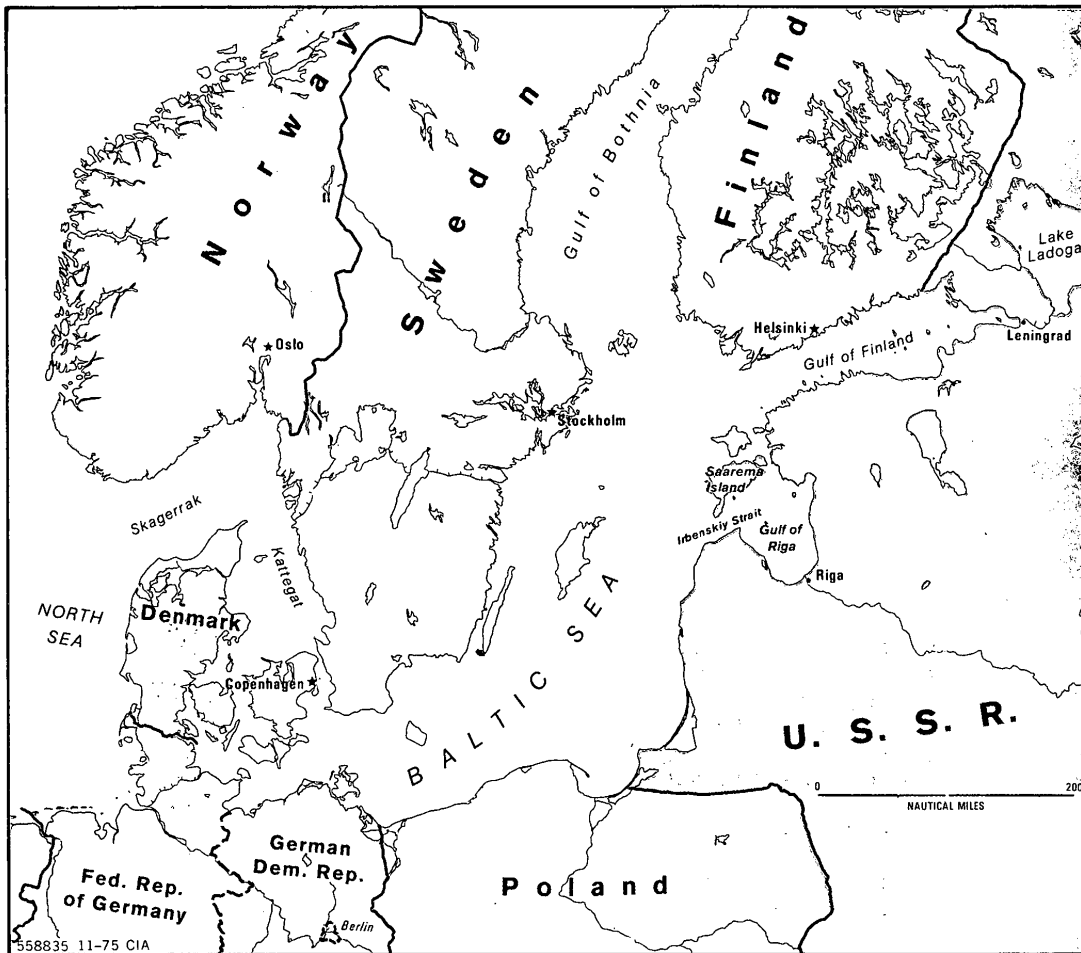 Norway
Sweden
Finland
Gulf of Bothnia
Lake
Ladoga
Helsinki
Leningrad
Gulf of Finland
Oslo
Stockholm
Saarema
Island
Skagerrak
Irbenskiy Strait
Gulf of
Riga
Kattegat
Riga
NORTH
SEA
Denmark
BALTIC SEA
Copenhagen
U. S. S. R.
0 200
NAUTICAL MILES
German
Dem. Rep.
Fed. Rep.
of Germany
Poland
Berlin
558835 11-75 CIA